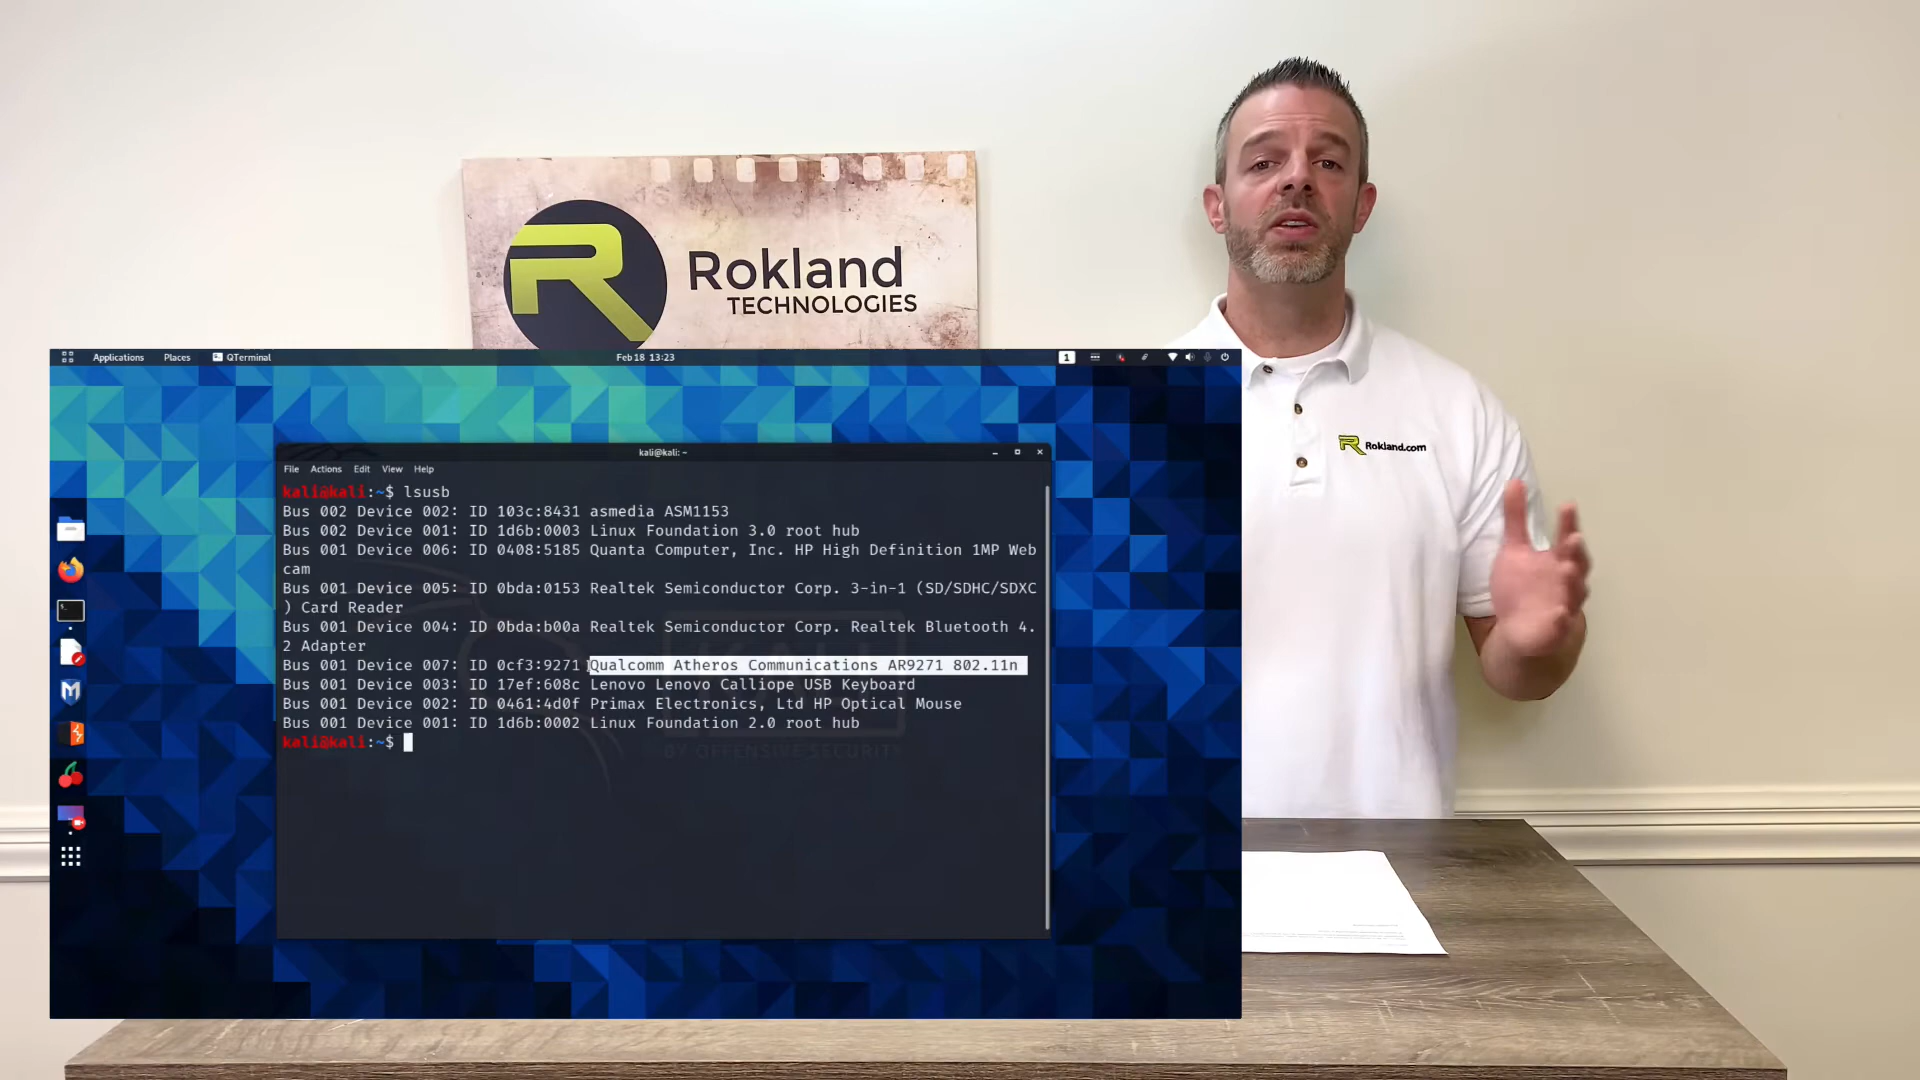 Rokland
TECHNOLOGIES
Rokland.com
Applications Places QTerminal Feb 18 13:23 1
kali@kali: ~
File Actions Edit View Help
kali@kali:~$ lsusb
Bus 002 Device 002: ID 103c:8431 asmedia ASM1153
Bus 002 Device 001: ID 1d6b:0003 Linux Foundation 3.0 root hub
Bus 001 Device 006: ID 0408:5185 Quanta Computer, Inc. HP High Definition 1MP Web
cam
Bus 001 Device 005: ID 0bda:0153 Realtek Semiconductor Corp. 3-in-1 (SD/SDHC/SDXC
) Card Reader
Bus 001 Device 004: ID 0bda:b00a Realtek Semiconductor Corp. Realtek Bluetooth 4.
2 Adapter
Bus 001 Device 007: ID 0cf3:9271 Qualcomm Atheros Communications AR9271 802.11n
Bus 001 Device 003: ID 17ef:608c Lenovo Lenovo Calliope USB Keyboard
Bus 001 Device 002: ID 0461:4d0f Primax Electronics, Ltd HP Optical Mouse
Bus 001 Device 001: ID 1d6b:0002 Linux Foundation 2.0 root hub
kali@kali:~$
BY OFFENSIVE SECURITY